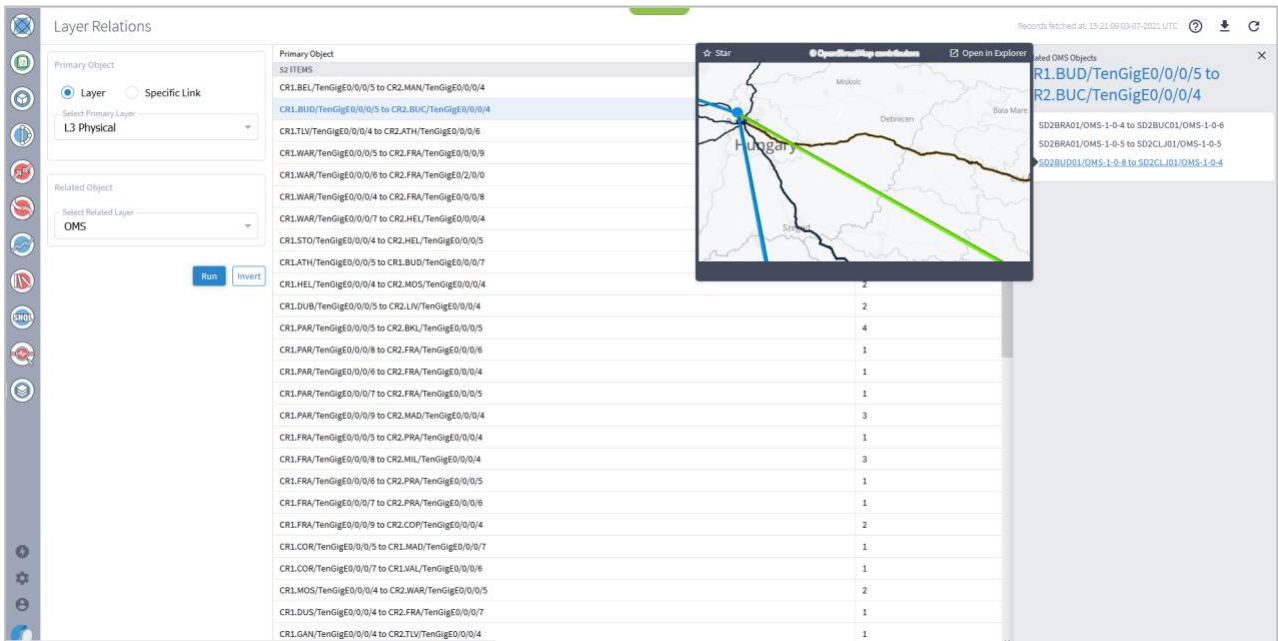 Layer Relations
Records fetched at: 15:21:09 03-07-2021 UTC
Primary Object
Layer
Specific Link
Select Primary Layer
L3 Physical
Related Object
Select Related Layer
OMS
Run
Invert
Primary Object
52 ITEMS
CR1.BEL/TenGigE0/0/0/5 to CR2.MAN/TenGigE0/0/0/4
CR1.BUD/TenGigE0/0/0/5 to CR2.BUC/TenGigE0/0/0/4
CR1.TLV/TenGigE0/0/0/4 to CR2.ATH/TenGigE0/0/0/6
CR1.WAR/TenGigE0/0/0/5 to CR2.FRA/TenGigE0/0/0/9
CR1.WAR/TenGigE0/0/0/6 to CR2.FRA/TenGigE0/2/0/0
CR1.WAR/TenGigE0/0/0/4 to CR2.FRA/TenGigE0/0/0/8
CR1.WAR/TenGigE0/0/0/7 to CR2.HEL/TenGigE0/0/0/4
CR1.STO/TenGigE0/0/0/4 to CR2.HEL/TenGigE0/0/0/5
CR1.ATH/TenGigE0/0/0/5 to CR1.BUD/TenGigE0/0/0/7
CR1.HEL/TenGigE0/0/0/4 to CR2.MOS/TenGigE0/0/0/4 2
CR1.DUB/TenGigE0/0/0/5 to CR2.LIV/TenGigE0/0/0/4 2
CR1.PAR/TenGigE0/0/0/5 to CR2.BKL/TenGigE0/0/0/5 4
CR1.PAR/TenGigE0/0/0/8 to CR2.FRA/TenGigE0/0/0/6 1
CR1.PAR/TenGigE0/0/0/6 to CR2.FRA/TenGigE0/0/0/4 1
CR1.PAR/TenGigE0/0/0/7 to CR2.FRA/TenGigE0/0/0/5 1
CR1.PAR/TenGigE0/0/0/9 to CR2.MAD/TenGigE0/0/0/4 3
CR1.FRA/TenGigE0/0/0/5 to CR2.PRA/TenGigE0/0/0/4 1
CR1.FRA/TenGigE0/0/0/8 to CR2.MIL/TenGigE0/0/0/4 3
CR1.FRA/TenGigE0/0/0/6 to CR2.PRA/TenGigE0/0/0/5 1
CR1.FRA/TenGigE0/0/0/7 to CR2.PRA/TenGigE0/0/0/6 1
CR1.FRA/TenGigE0/0/0/9 to CR2.COP/TenGigE0/0/0/4 2
CR1.COR/TenGigE0/0/0/5 to CR1.MAD/TenGigE0/0/0/7 1
CR1.COR/TenGigE0/0/0/7 to CR1.VAL/TenGigE0/0/0/6 1
CR1.MOS/TenGigE0/0/0/4 to CR2.WAR/TenGigE0/0/0/5 2
CR1.DUS/TenGigE0/0/0/4 to CR2.FRA/TenGigE0/0/0/7 1
CR1.GAN/TenGigE0/0/0/4 to CR2.TLV/TenGigE0/0/0/4 1
Star
© OpenStreetMap contributors
Open in Explorer
Miskolc
Debrecen
Baia Mare
Hungary
Szeged
ated OMS Objects
R1.BUD/TenGigE0/0/0/5 to
R2.BUC/TenGigE0/0/0/4
SD2BRA01/OMS-1-0-4 to SD2BUC01/OMS-1-0-6
SD2BRA01/OMS-1-0-5 to SD2CLJ01/OMS-1-0-5
SD2BUD01/OMS-1-0-8 to SD2CLJ01/OMS-1-0-4
SHQL